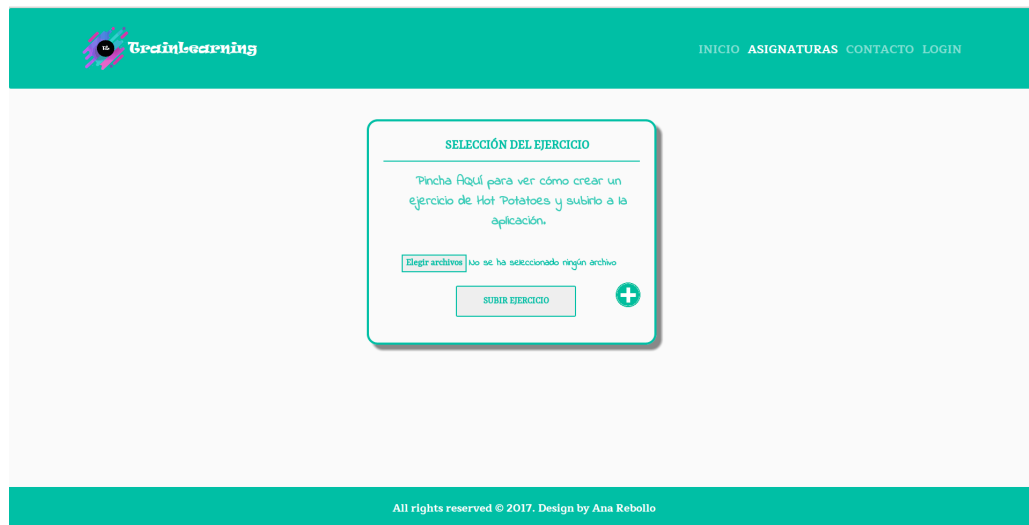 TL TrainLearning
INICIO ASIGNATURAS CONTACTO LOGIN
SELECCIÓN DEL EJERCICIO
Pincha AQUÍ para ver cómo crear un
ejercicio de Hot Potatoes y subirlo a la
aplicación.
Elegir archivos No se ha seleccionado ningún archivo
SUBIR EJERCICIO
All rights reserved © 2017. Design by Ana Rebollo